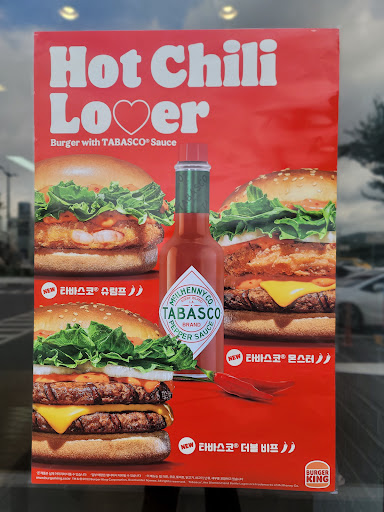 Hot Chili
Lo♡er
Burger with TABASCO® Sauce
NEW 타바스코® 슈림프
McILHENNY CO.
TABASCO
BRAND
PEPPER SAUCE
NEW 타바스코® 몬스터
NEW 타바스코® 더블 비프
BURGER
KING